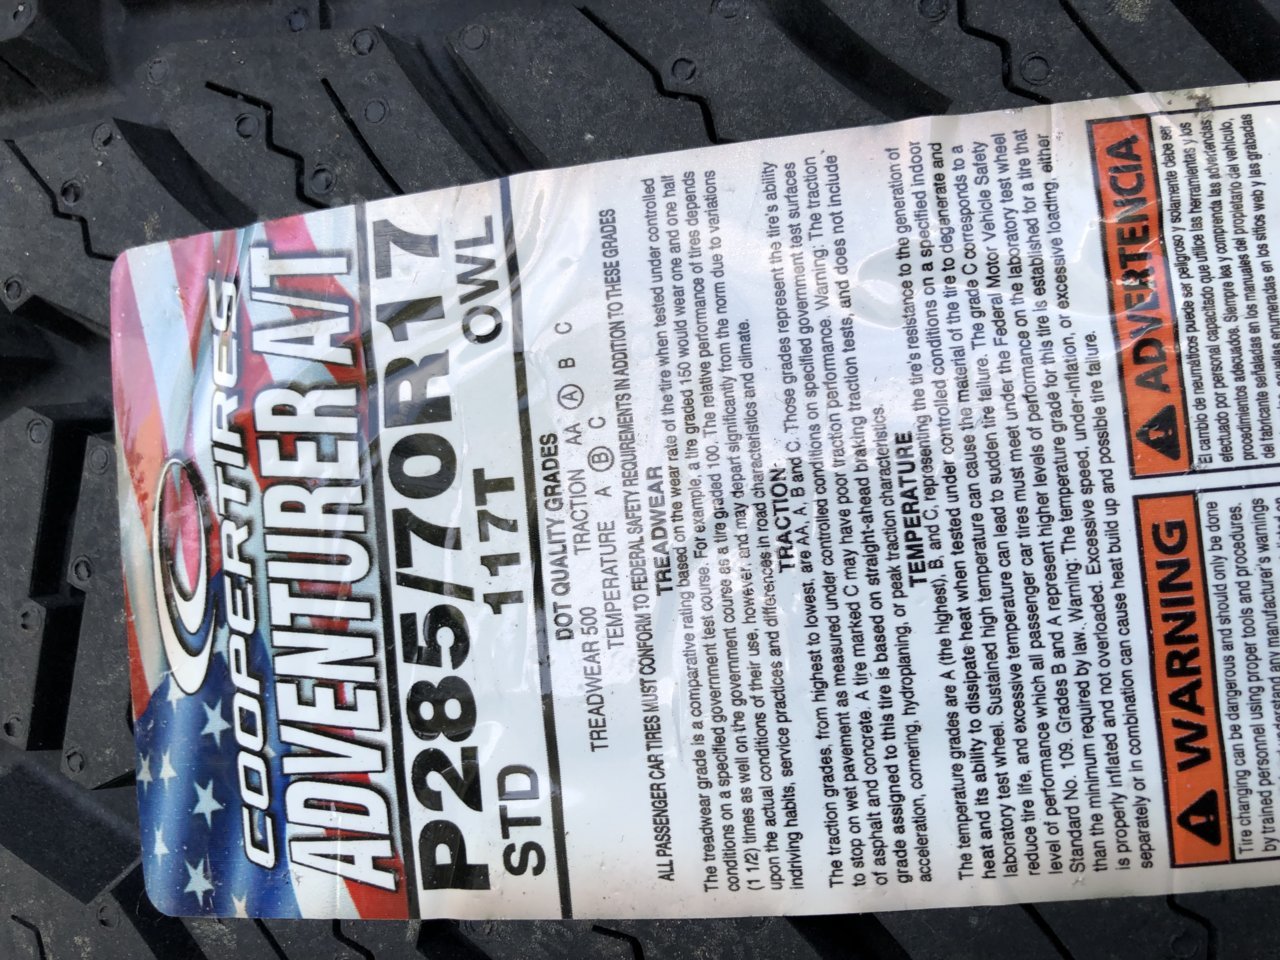 COOPERTIRES
ADVENTURER A/T
P285/70R17
STD 117T OWL
DOT QUALITY GRADES
TREADWEAR 500 TRACTION AA A B C
TEMPERATURE A B C
ALL PASSENGER CAR TIRES MUST CONFORM TO FEDERAL SAFETY REQUIREMENTS IN ADDITION TO THESE GRADES
TREADWEAR
The treadwear grade is a comparative rating based on the wear rate of the tire when tested under controlled
conditions on a specified government test course. For example, a tire graded 150 would wear one and one half
(1 1/2) times as well on the government course as a tire graded 100. The relative performance of tires depends
upon the actual conditions of their use, however, and may depart significantly from the norm due to variations
indriving habits, service practices and differences in road characteristics and climate.
TRACTION
The traction grades, from highest to lowest, are AA, A, B and C. Those grades represent the tire's ability
to stop on wet pavement as measured under controlled conditions on specified government test surfaces
of asphalt and concrete. A tire marked C may have poor traction performance. Warning: The traction
grade assigned to this tire is based on straight-ahead braking traction tests, and does not include
acceleration, cornering, hydroplaning, or peak traction characteristics.
TEMPERATURE
The temperature grades are A (the highest), B and C, representing the tire's resistance to the generation of
heat and its ability to dissipate heat when tested under controlled conditions on a specified indoor
laboratory test wheel. Sustained high temperature can cause the material of the tire to degenerate and
reduce tire life, and excessive temperature can lead to sudden tire failure. The grade C corresponds to a
level of performance which all passenger car tires must meet under the Federal Motor Vehicle Safety
Standard No. 109. Grades B and A represent higher levels of performance on the laboratory test wheel
than the minimum required by law. Warning: The temperature grade for this tire is established for a tire that
is properly inflated and not overloaded. Excessive speed, under-inflation, or excessive loading, either
separately or in combination can cause heat build up and possible tire failure.
WARNING
Tire changing can be dangerous and should only be done
by trained personnel using proper tools and procedures.
any manufacturer's warnings
ADVERTENCIA
El cambio de neumáticos puede ser peligroso y solamente debe ser
efectuado por personal capacitado que utilice las herramientas y los
procedimientos adecuados. Siempre lea y comprenda las advertencias
del fabricante señaladas en los manuales del propietario del vehículo,
enumeradas en los sitios web y las grabadas